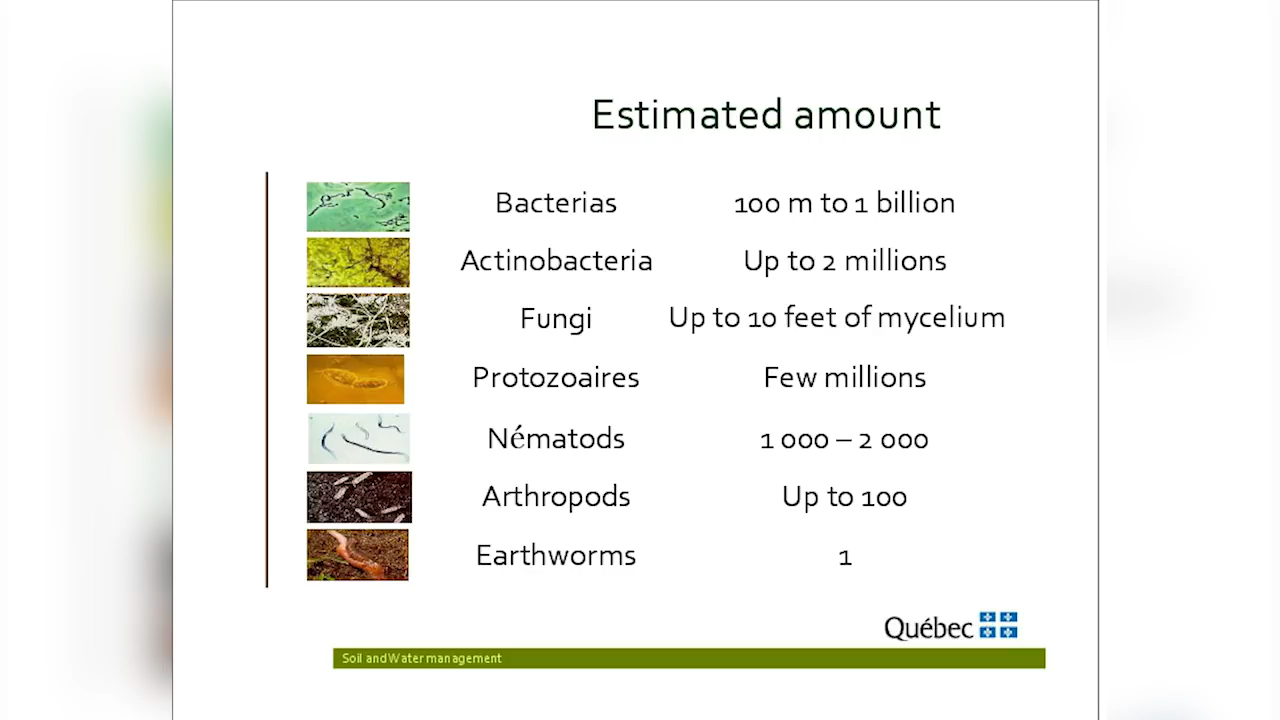 Estimated amount
Bacterias 100 m to 1 billion
Actinobacteria Up to 2 millions
Fungi Up to 10 feet of mycelium
Protozoaires Few millions
Nématods 1 000 – 2 000
Arthropods Up to 100
Earthworms 1
Québec
Soil and Water management